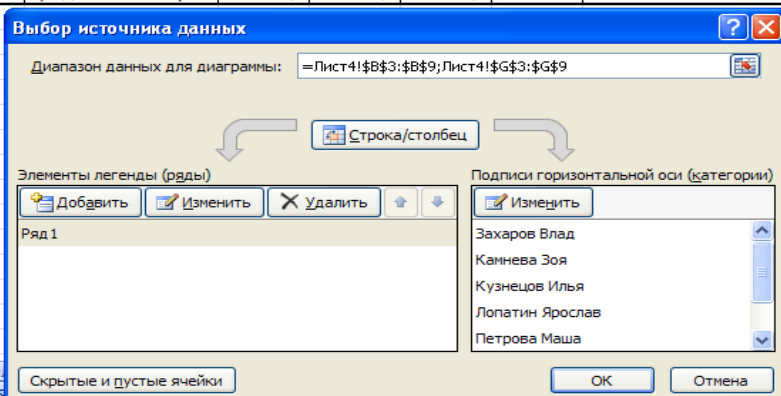 Выбор источника данных
Диапазон данных для диаграммы: =Лист4!$B$3:$B$9;Лист4!$G$3:$G$9
Строка/столбец
Элементы легенды (ряды)
Добавить Изменить Удалить
Ряд1
Подписи горизонтальной оси (категории)
Изменить
Захаров Влад
Камнева Зоя
Кузнецов Илья
Лопатин Ярослав
Петрова Маша
Скрытые и пустые ячейки
ОК Отмена